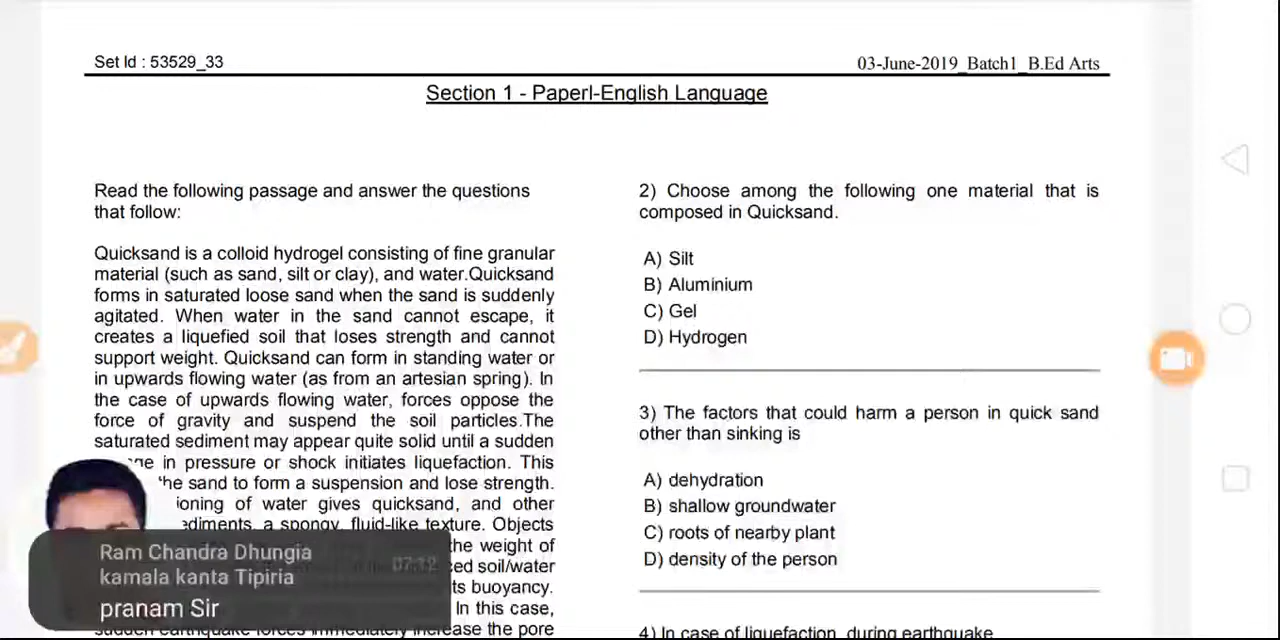 Set Id : 53529_33
03-June-2019_Batch1_B.Ed Arts
Section 1 - PaperI-English Language
Read the following passage and answer the questions
that follow:
Quicksand is a colloid hydrogel consisting of fine granular
material (such as sand, silt or clay), and water.Quicksand
forms in saturated loose sand when the sand is suddenly
agitated. When water in the sand cannot escape, it
creates a liquefied soil that loses strength and cannot
support weight. Quicksand can form in standing water or
in upwards flowing water (as from an artesian spring). In
the case of upwards flowing water, forces oppose the
force of gravity and suspend the soil particles.The
saturated sediment may appear quite solid until a sudden
in pressure or shock initiates liquefaction. This
the sand to form a suspension and lose strength.
of water gives quicksand, and other
a spongy, fluid-like texture. Objects
the weight of
soil/water
buoyancy.
In this case,
sudden earthquake forces immediately increase the pore
Ram Chandra Dhungia
kamala kanta Tipiria
07:12
pranam Sir
2) Choose among the following one material that is
composed in Quicksand.
A) Silt
B) Aluminium
C) Gel
D) Hydrogen
3) The factors that could harm a person in quick sand
other than sinking is
A) dehydration
B) shallow groundwater
C) roots of nearby plant
D) density of the person
4) In case of liquefaction, during earthquake